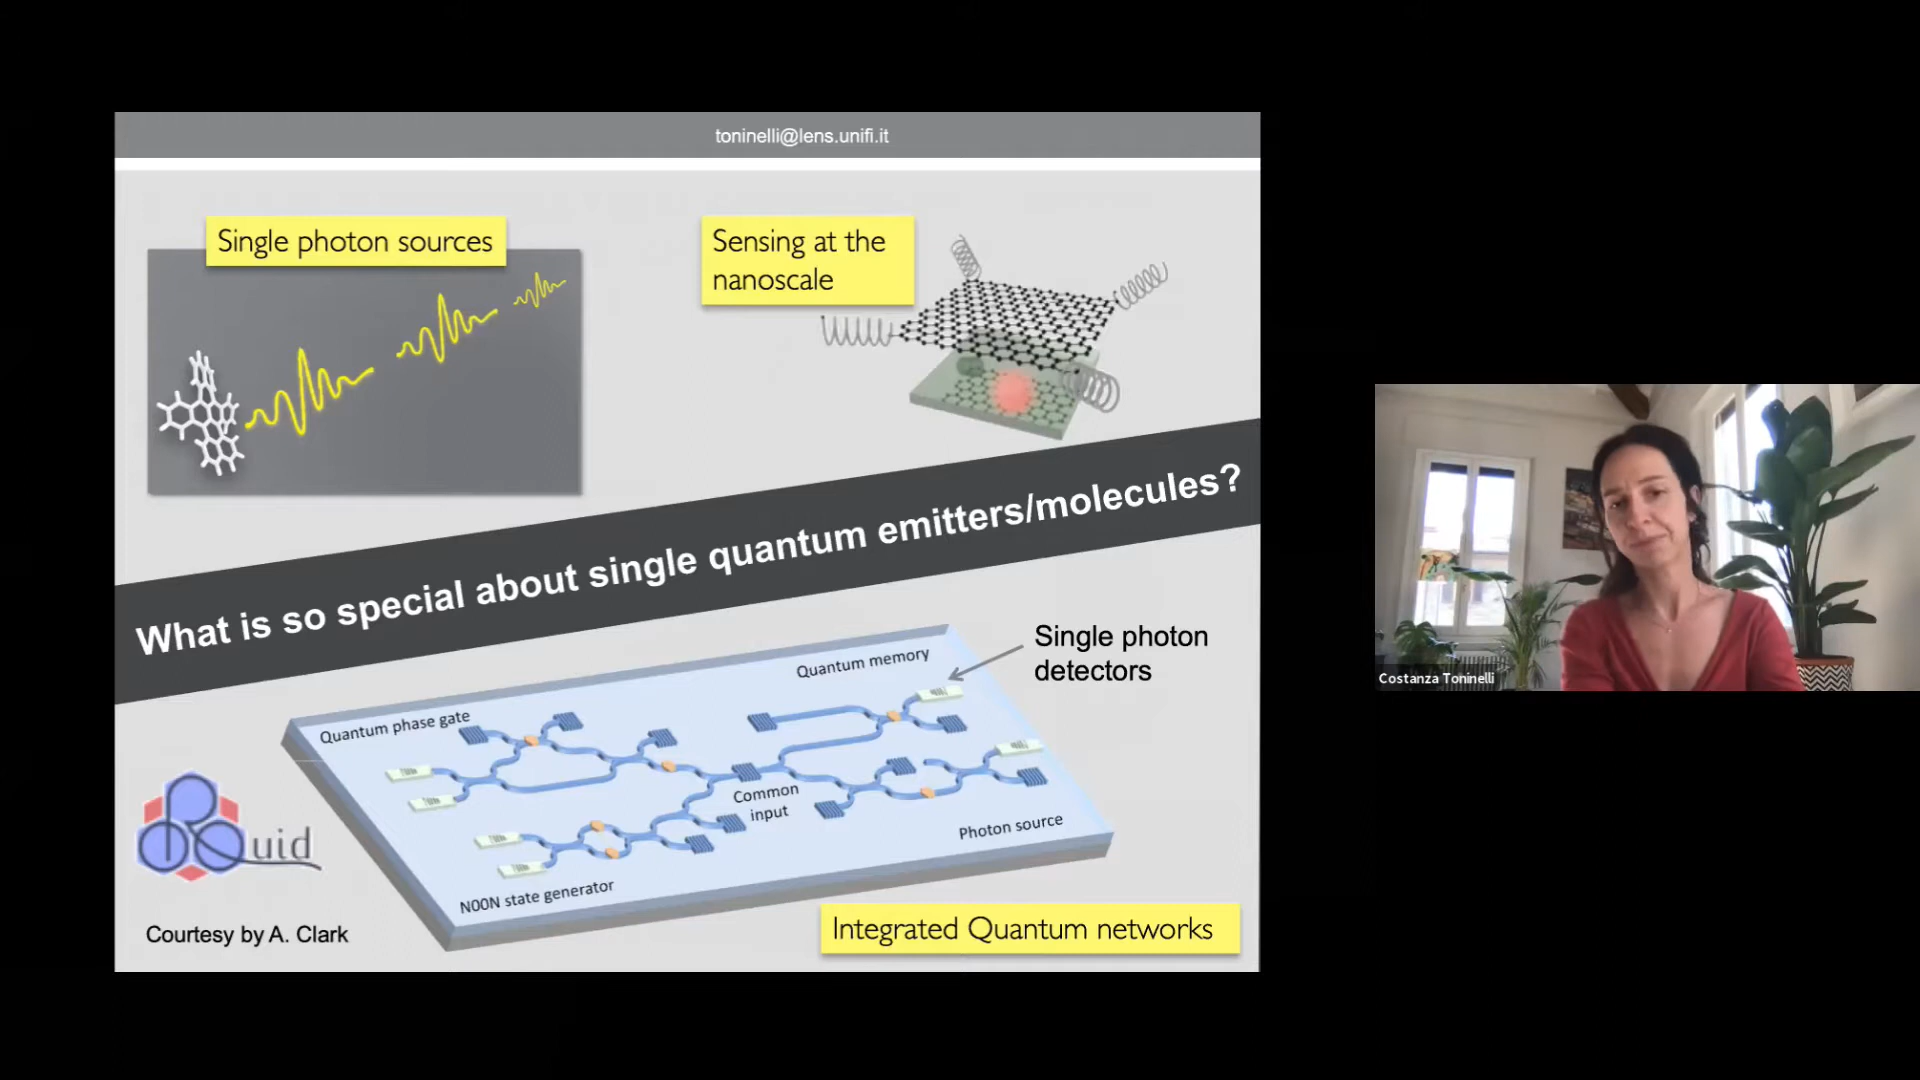 toninelli@lens.unifi.it
Single photon sources
Sensing at the
nanoscale
What is so special about single quantum emitters/molecules?
Single photon
detectors
Quantum memory
Quantum phase gate
Common
input
Photon source
N00N state generator
Quid
Courtesy by A. Clark
Integrated Quantum networks
Costanza Toninelli